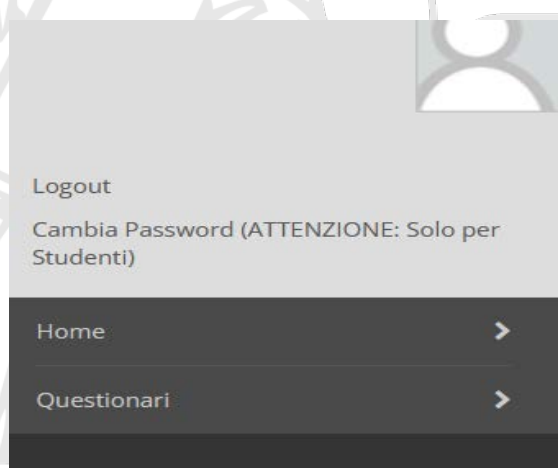 Logout
Cambia Password (ATTENZIONE: Solo per
Studenti)
Home
Questionari